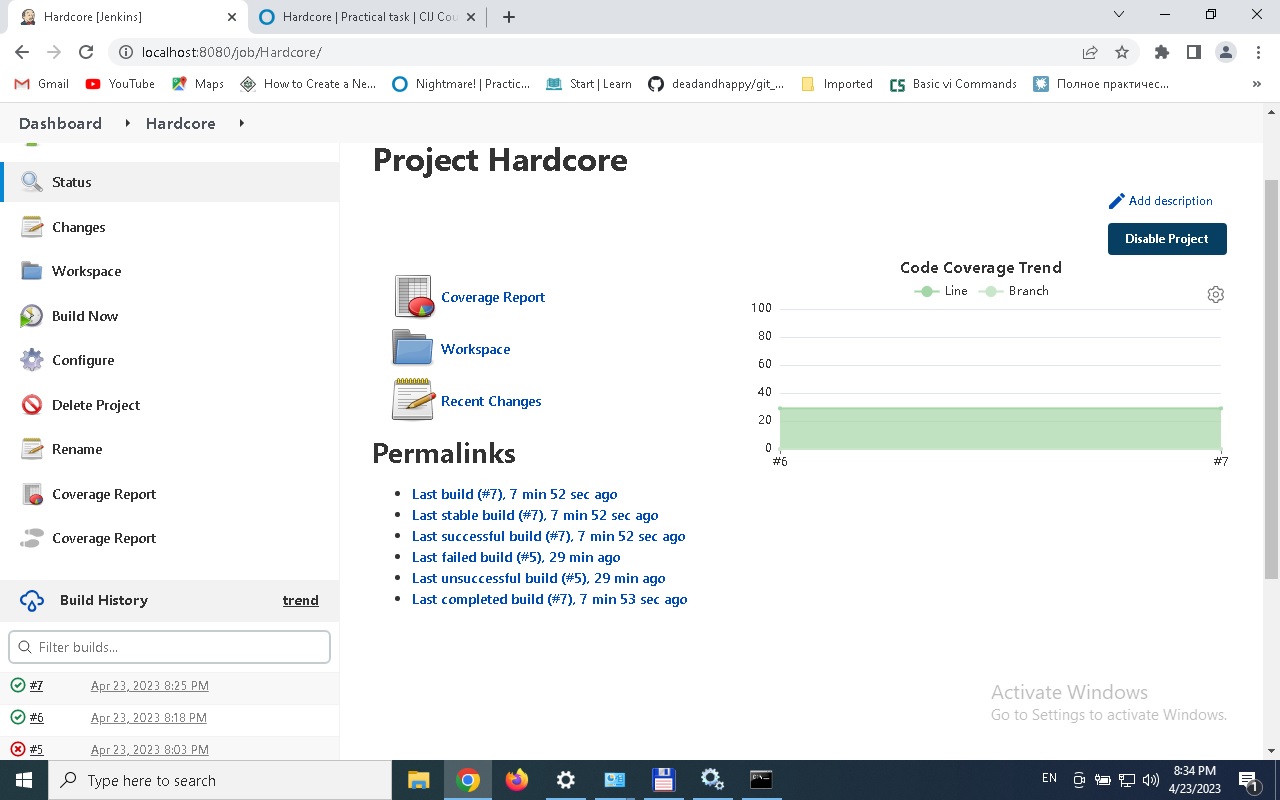 Hardcore [Jenkins]
Hardcore | Practical task | CIJ Cou
localhost:8080/job/Hardcore/
Gmail
YouTube
Maps
How to Create a Ne...
Nightmare! | Practic...
Start | Learn
deadandhappy/git_...
Imported
CS
Basic vi Commands
Полное практичес...
»
Dashboard
Hardcore
Status
Changes
Workspace
Build Now
Configure
Delete Project
Rename
Coverage Report
Coverage Report
Build History
trend
Filter builds...
#7
Apr 23, 2023 8:25 PM
#6
Apr 23, 2023 8:18 PM
#5
Apr 23, 2023 8:03 PM
Project Hardcore
Add description
Disable Project
Coverage Report
Workspace
Recent Changes
Code Coverage Trend
Line
Branch
100
80
60
40
20
0
#6
#7
Permalinks
Last build (#7), 7 min 52 sec ago
Last stable build (#7), 7 min 52 sec ago
Last successful build (#7), 7 min 52 sec ago
Last failed build (#5), 29 min ago
Last unsuccessful build (#5), 29 min ago
Last completed build (#7), 7 min 53 sec ago
Activate Windows
Go to Settings to activate Windows.
Type here to search
EN
8:34 PM
4/23/2023
1